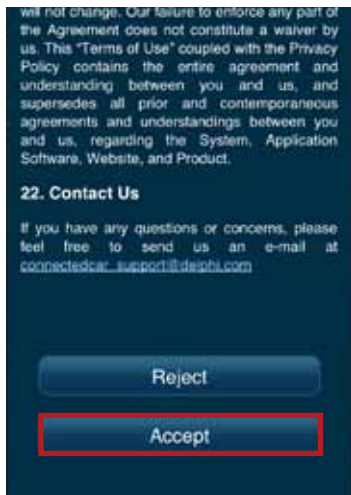 will not change. Our failure to enforce any part of
the Agreement does not constitute a waiver by
us. This "Terms of Use" coupled with the Privacy
Policy contains the entire agreement and
understanding between you and us, and
supersedes all prior and contemporaneous
agreements and understandings between you
and us, regarding the System, Application
Software, Website, and Product.
22. Contact Us
If you have any questions or concerns, please
feel free to send us an e-mail at
connectedcar_support@delphi.com
Reject
Accept